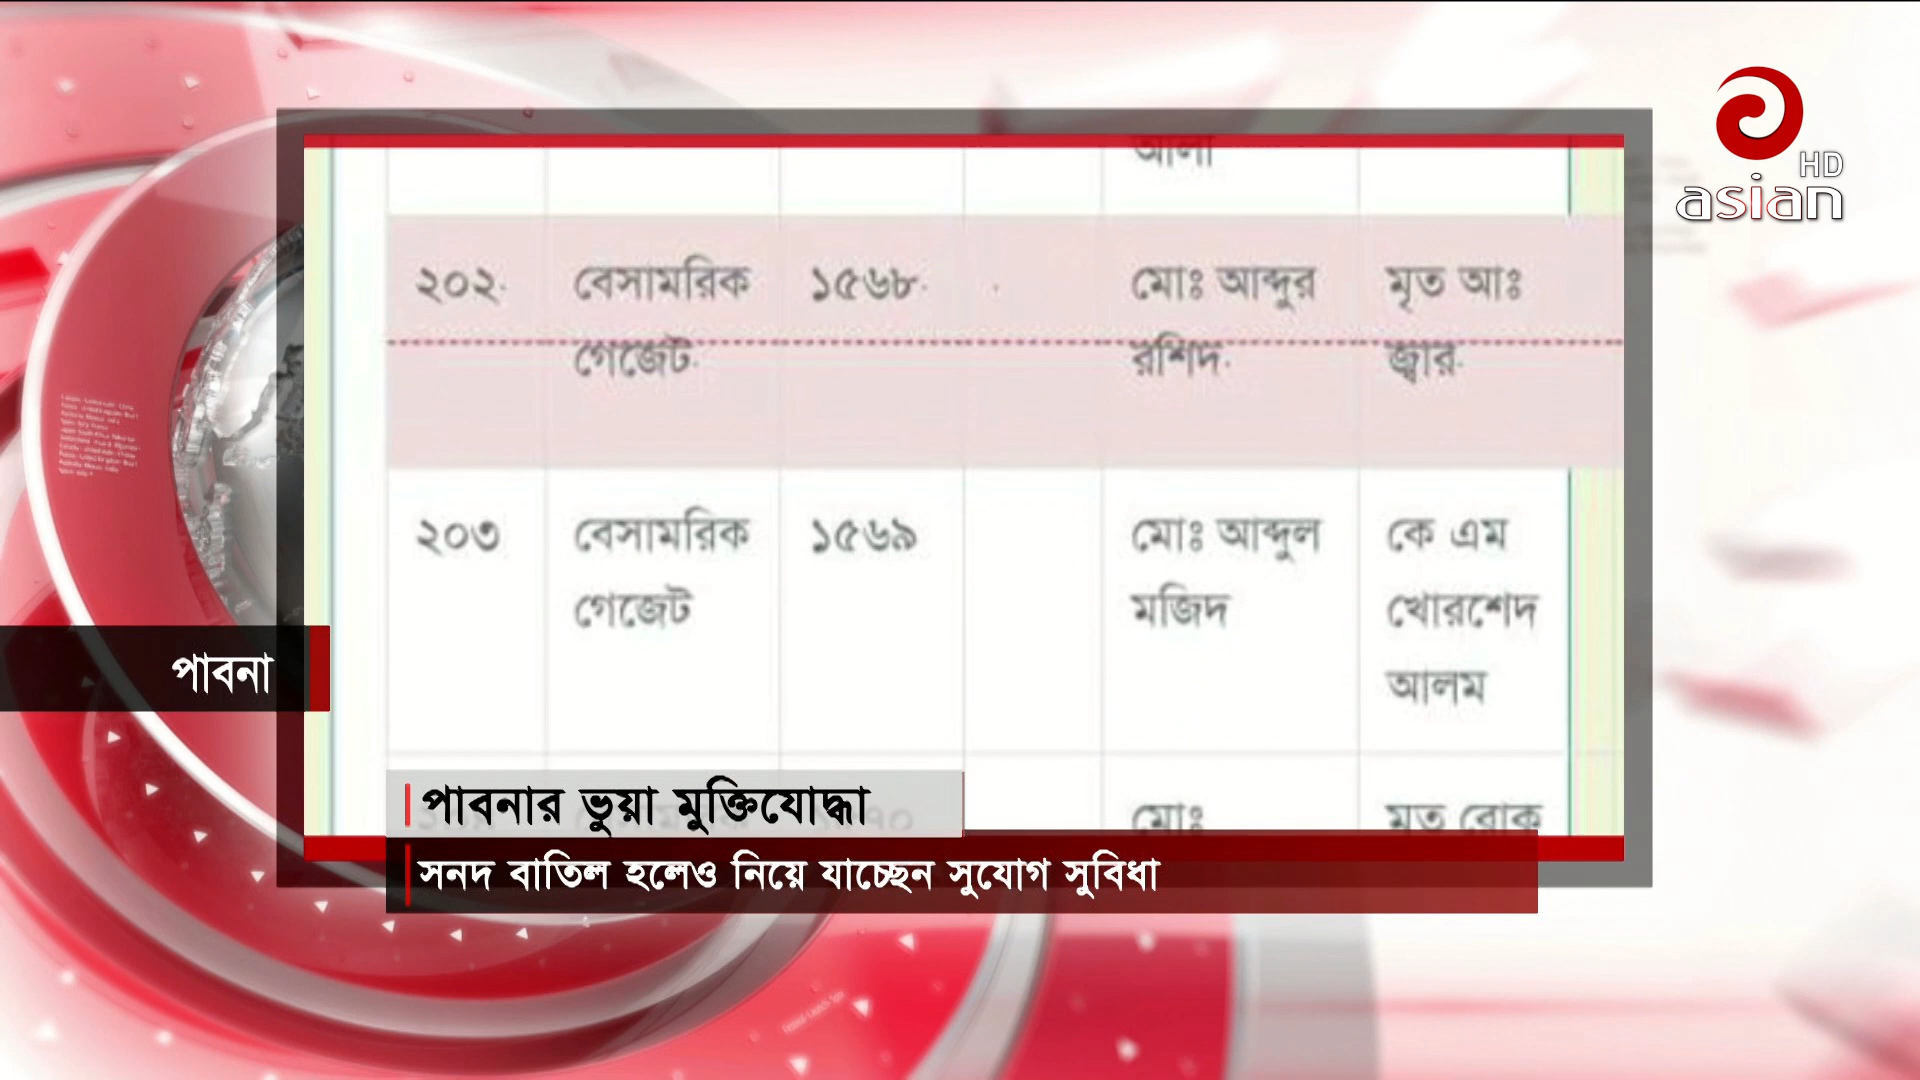 HD
asian
আলী
২০২. বেসামরিক ১৫৬৮. মোঃ আব্দুর মৃত আঃ
গেজেট. রশিদ. জ্বার.
২০৩ বেসামরিক ১৫৬৯ মোঃ আব্দুল কে এম
গেজেট মজিদ খোরশেদ
আলম
মোঃ মৃত রোক
পাবনা
পাবনার ভুয়া মুক্তিযোদ্ধা
সনদ বাতিল হলেও নিয়ে যাচ্ছেন সুযোগ সুবিধা